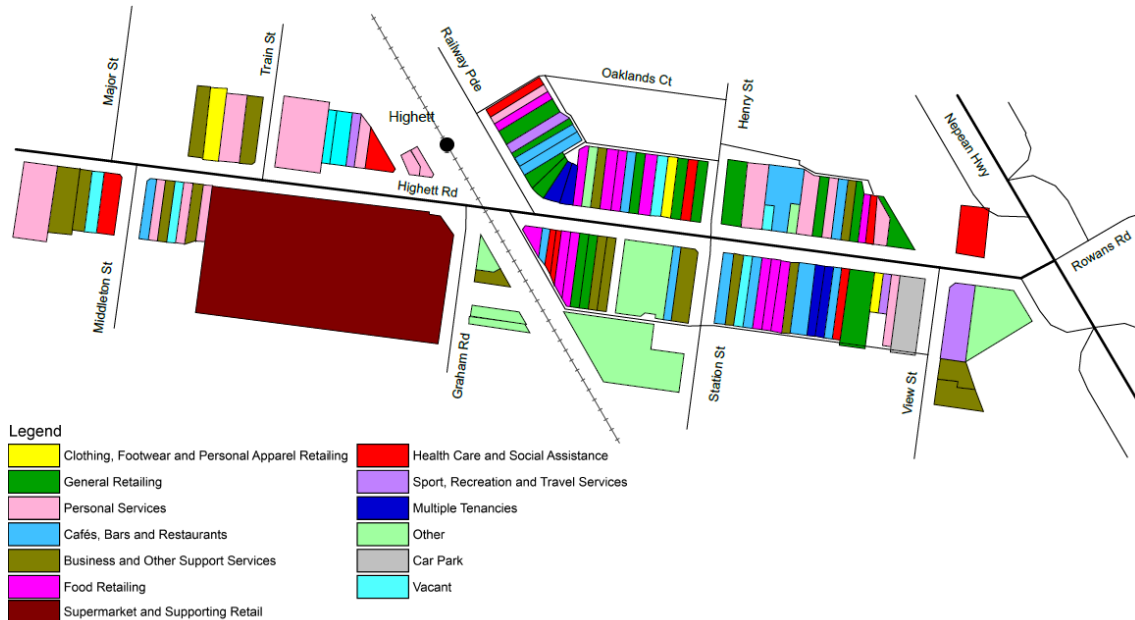 Major St
Train St
Railway Pde
Highett
Oaklands Ct
Henry St
Nepean Hwy
Highett Rd
Rowans Rd
Middleton St
Graham Rd
Station St
View St
Legend
Clothing, Footwear and Personal Apparel Retailing
General Retailing
Personal Services
Cafés, Bars and Restaurants
Business and Other Support Services
Food Retailing
Supermarket and Supporting Retail
Health Care and Social Assistance
Sport, Recreation and Travel Services
Multiple Tenancies
Other
Car Park
Vacant